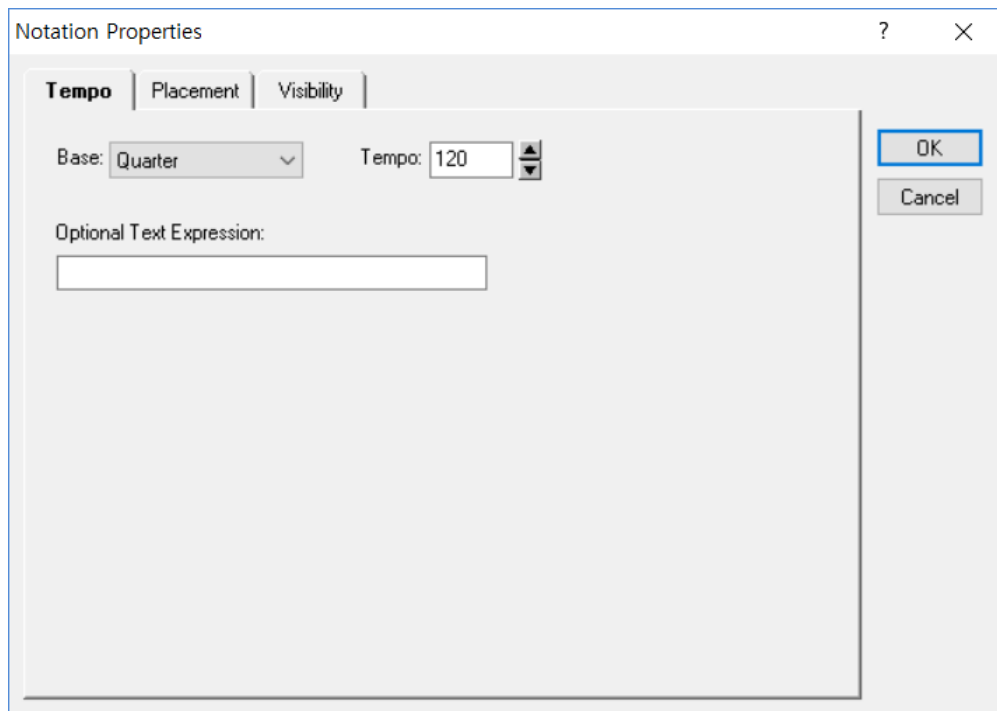 Notation Properties ?
Tempo Placement Visibility
Base: Quarter Tempo: 120
OK
Cancel
Optional Text Expression: